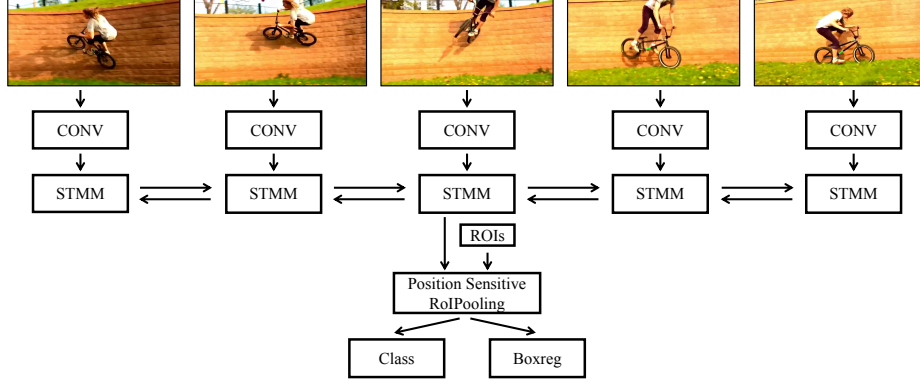 CONV CONV CONV CONV CONV
STMM STMM STMM STMM STMM
ROIs
Position Sensitive
RoIPooling
Class Boxreg